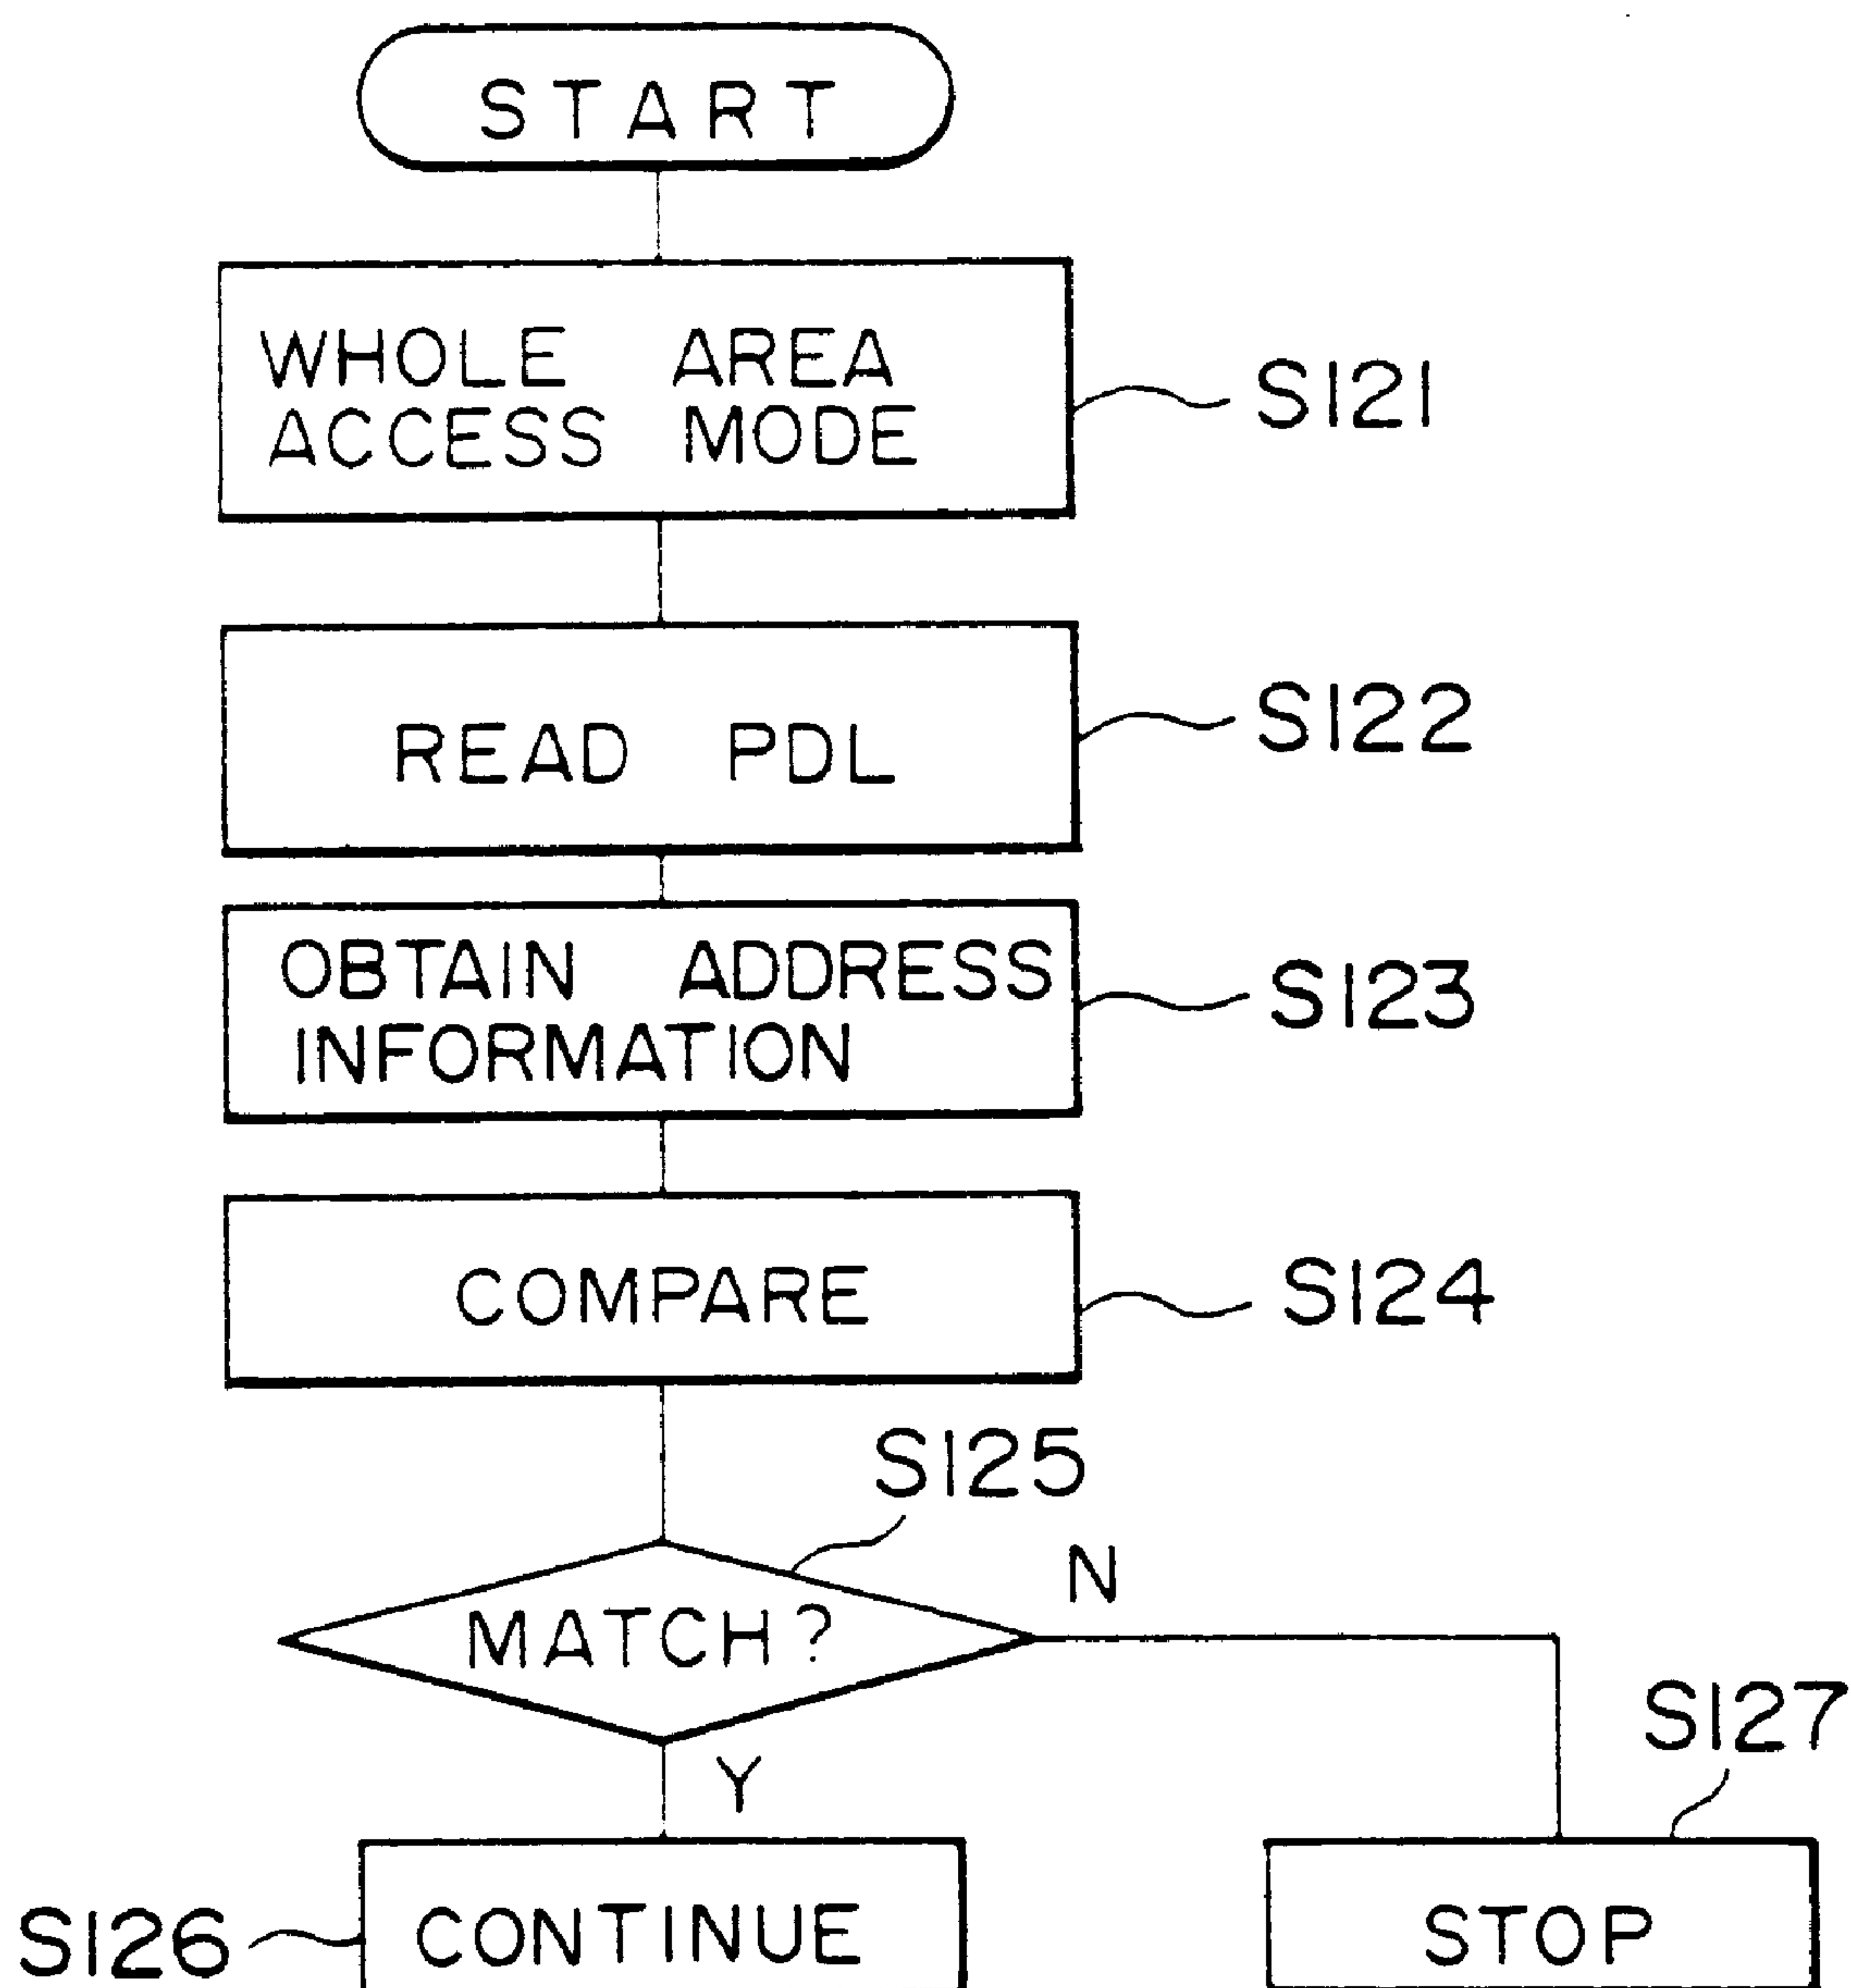 START
WHOLE AREA
ACCESS MODE
S121
READ PDL
S122
OBTAIN ADDRESS
INFORMATION
S123
COMPARE
S124
S125
MATCH?
N
Y
S127
S126
CONTINUE
STOP